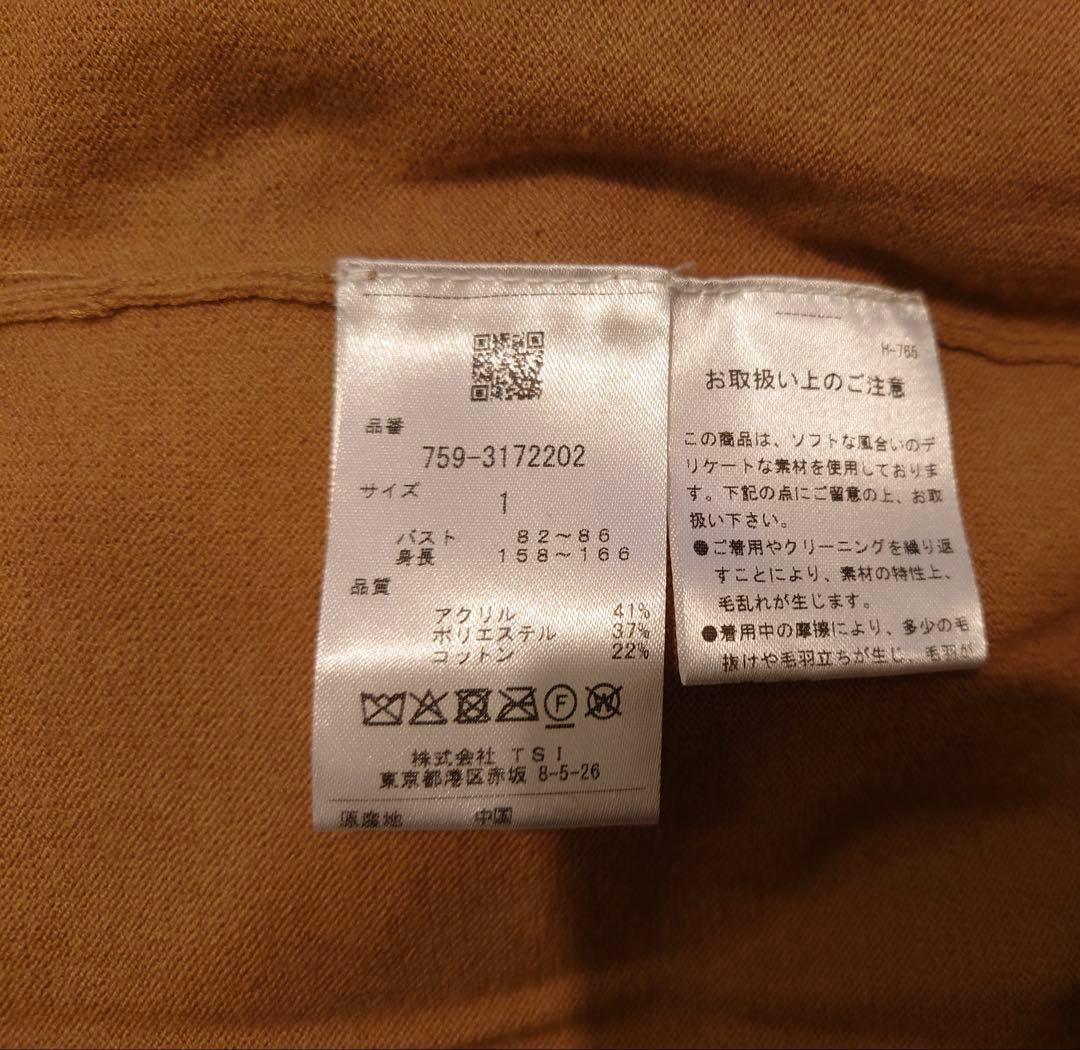 品番
759-3172202
サイズ
1
バスト 82～86
身長 158～166
品質
アクリル 41%
ポリエステル 37%
コットン 22%
F W
株式会社 TSI
東京都港区赤坂 8-5-26
原産地 中国
H-765
お取扱い上のご注意
この商品は、ソフトな風合いのデ
リケートな素材を使用しておりま
す。下記の点にご留意の上、お取
扱い下さい。
●ご着用やクリーニングを繰り返
すことにより、素材の特性上、
毛乱れが生じます。
●着用中の摩擦により、多少の毛
抜けや毛羽立ちが生じ、毛羽が